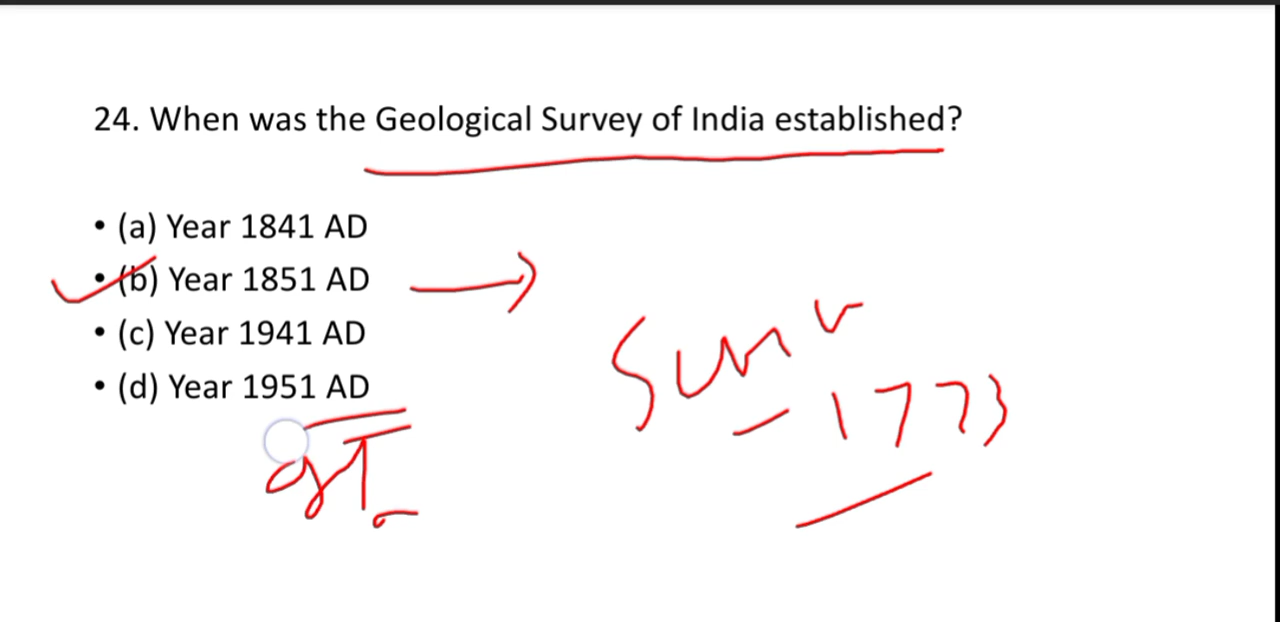 24. When was the Geological Survey of India established?
• (a) Year 1841 AD
• (b) Year 1851 AD
• (c) Year 1941 AD
• (d) Year 1951 AD
- 1773